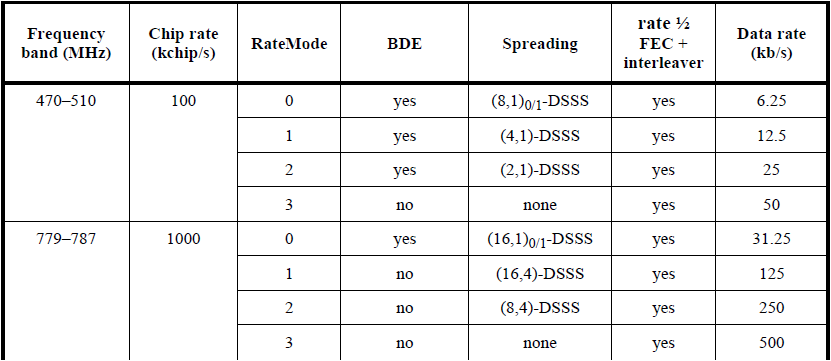 Frequency band (MHz) Chip rate (kchip/s) RateMode BDE Spreading rate ½ FEC + interleaver Data rate (kb/s)
470–510 100 0 yes (8,1)0/1-DSSS yes 6.25
1 yes (4,1)-DSSS yes 12.5
2 yes (2,1)-DSSS yes 25
3 no none yes 50
779–787 1000 0 yes (16,1)0/1-DSSS yes 31.25
1 no (16,4)-DSSS yes 125
2 no (8,4)-DSSS yes 250
3 no none yes 500